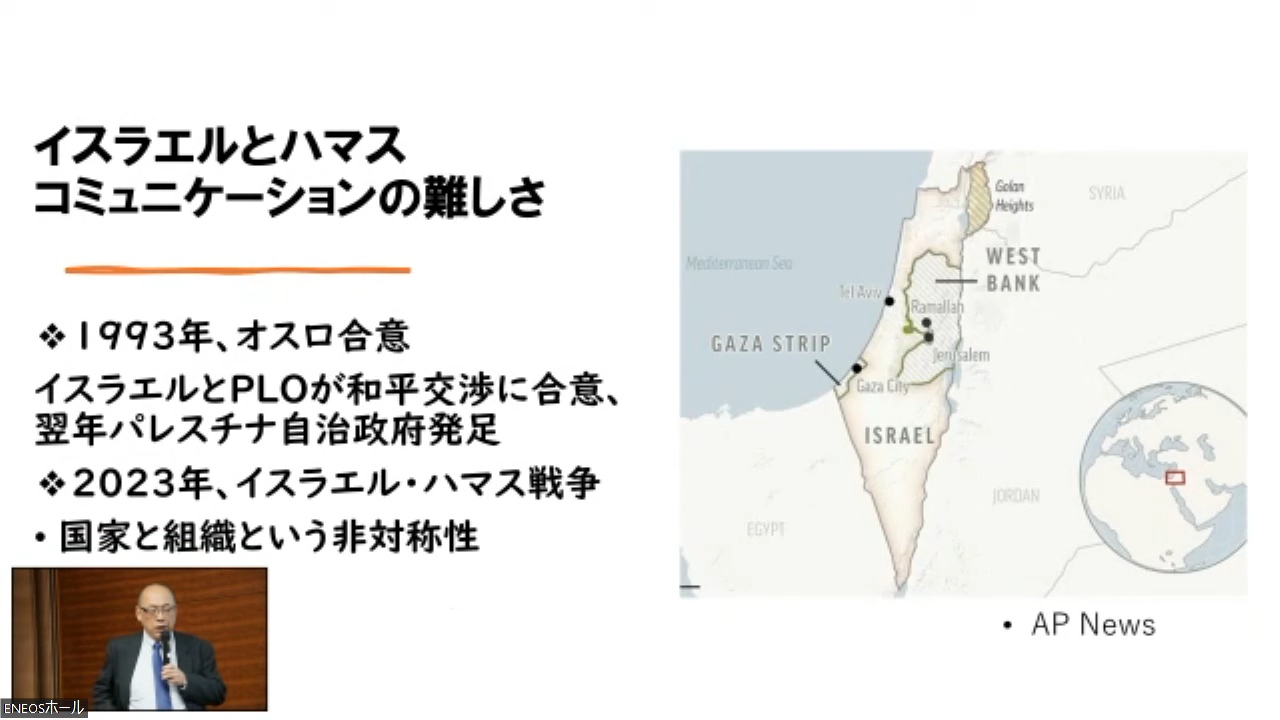 イスラエルとハマス
コミュニケーションの難しさ
❖1993年、オスロ合意
イスラエルとPLOが和平交渉に合意、
翌年パレスチナ自治政府発足
❖2023年、イスラエル・ハマス戦争
• 国家と組織という非対称性
Golan
Heights
SYRIA
Mediterranean Sea
WEST
BANK
Tel Aviv
Ramallah
GAZA STRIP
Jerusalem
Gaza City
ISRAEL
JORDAN
EGYPT
• AP News
ENEOSホール